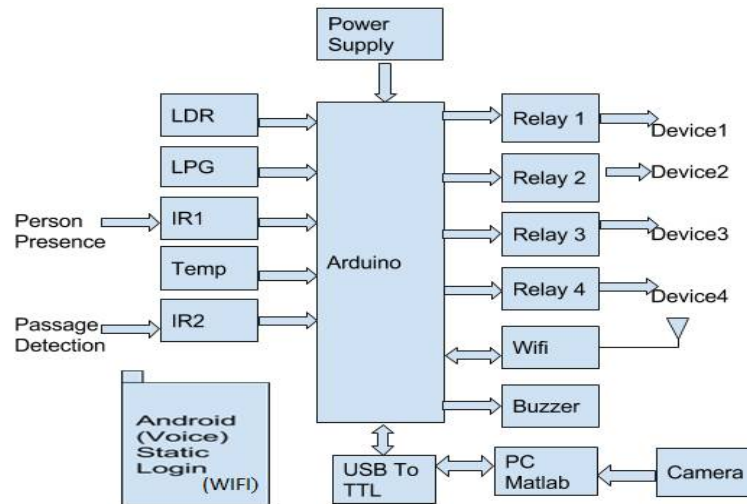 Power
Supply
LDR
LPG
Person
Presence
IR1
Temp
Passage
Detection
IR2
Arduino
Relay 1
Device1
Relay 2
Device2
Relay 3
Device3
Relay 4
Device4
Wifi
Buzzer
Android
(Voice)
Static
Login
(WIFI)
USB To
TTL
PC
Matlab
Camera